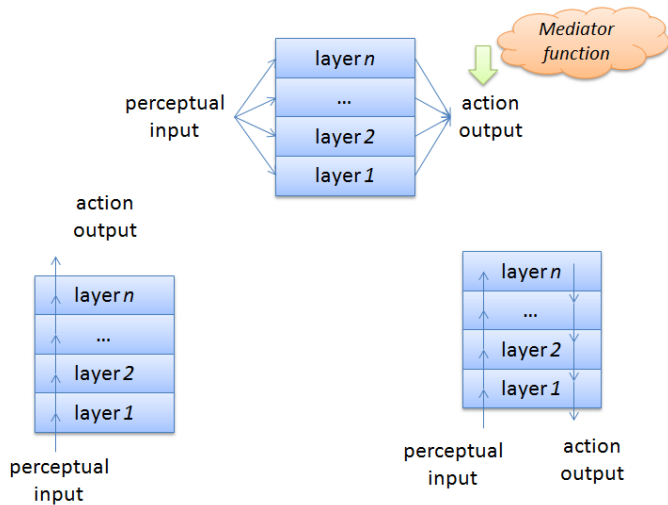 Mediator
function
layer n
perceptual
input
...
layer 2
layer 1
action
output
action
output
layer n
...
layer 2
layer 1
perceptual
input
layer n
...
layer 2
layer 1
perceptual
input
action
output